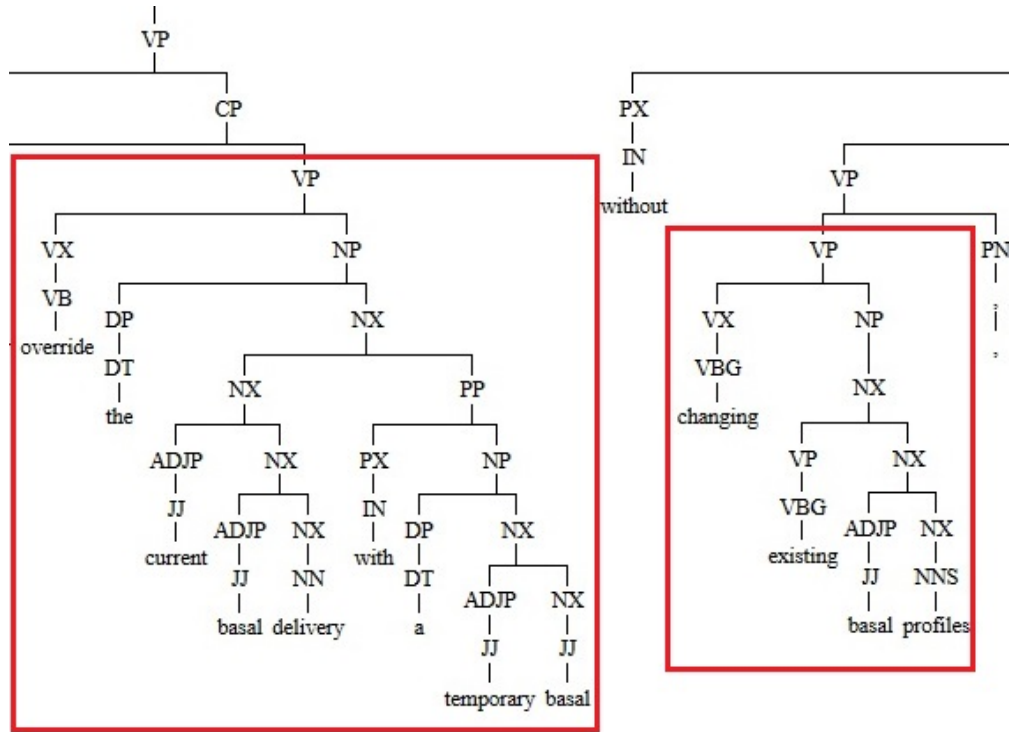 VP
CP PX
IN
VP without VP
VX NP VP PN
VB DP NX VX NP ,
override DT VBG ,
the NX PP changing NX
ADJP NX PX NP VP NX
JJ ADJP NX IN DP NX VBG ADJP NX
current JJ NN with DT existing JJ NNS
basal delivery a ADJP NX basal profiles
JJ JJ
temporary basal